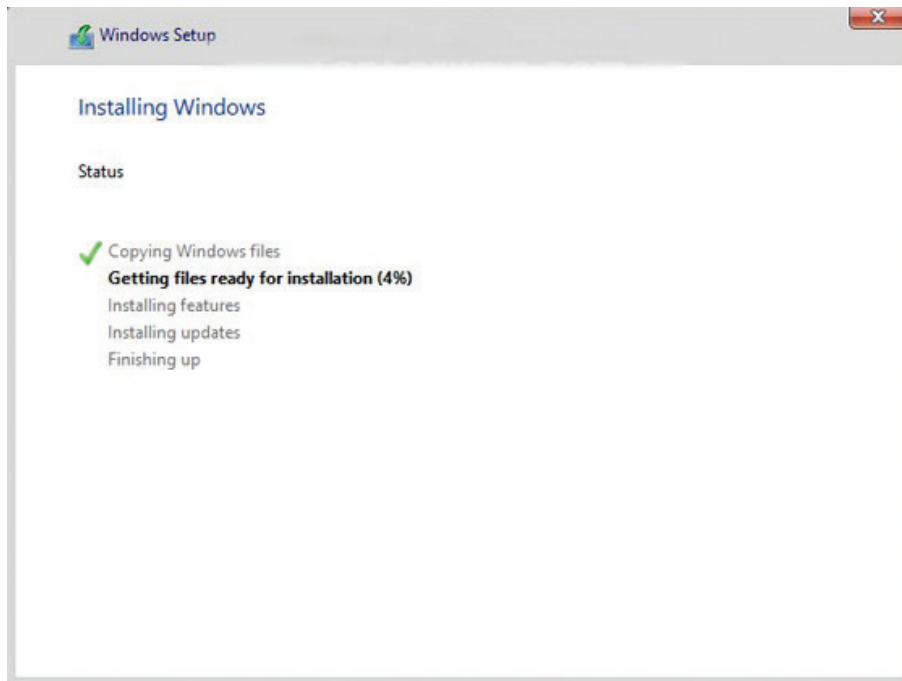 Windows Setup
Installing Windows
Status
Copying Windows files
Getting files ready for installation (4%)
Installing features
Installing updates
Finishing up